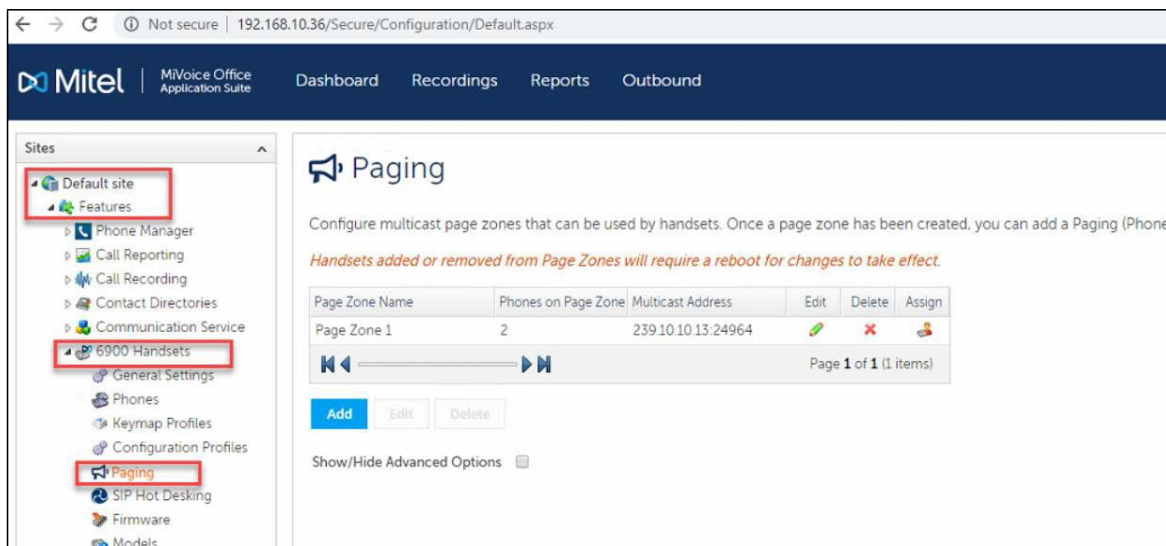 Not secure | 192.168.10.36/Secure/Configuration/Default.aspx
Mitel | MiVoice Office Application Suite
Dashboard Recordings Reports Outbound
Sites
Default site
Features
Phone Manager
Call Reporting
Call Recording
Contact Directories
Communication Service
6900 Handsets
General Settings
Phones
Keymap Profiles
Configuration Profiles
Paging
SIP Hot Desking
Firmware
Models
Paging
Configure multicast page zones that can be used by handsets. Once a page zone has been created, you can add a Paging (Phone
Handsets added or removed from Page Zones will require a reboot for changes to take effect.
Page Zone Name Phones on Page Zone Multicast Address Edit Delete Assign
Page Zone 1 2 239.10.10.13:24964
Page 1 of 1 (1 items)
Add Edit Delete
Show/Hide Advanced Options